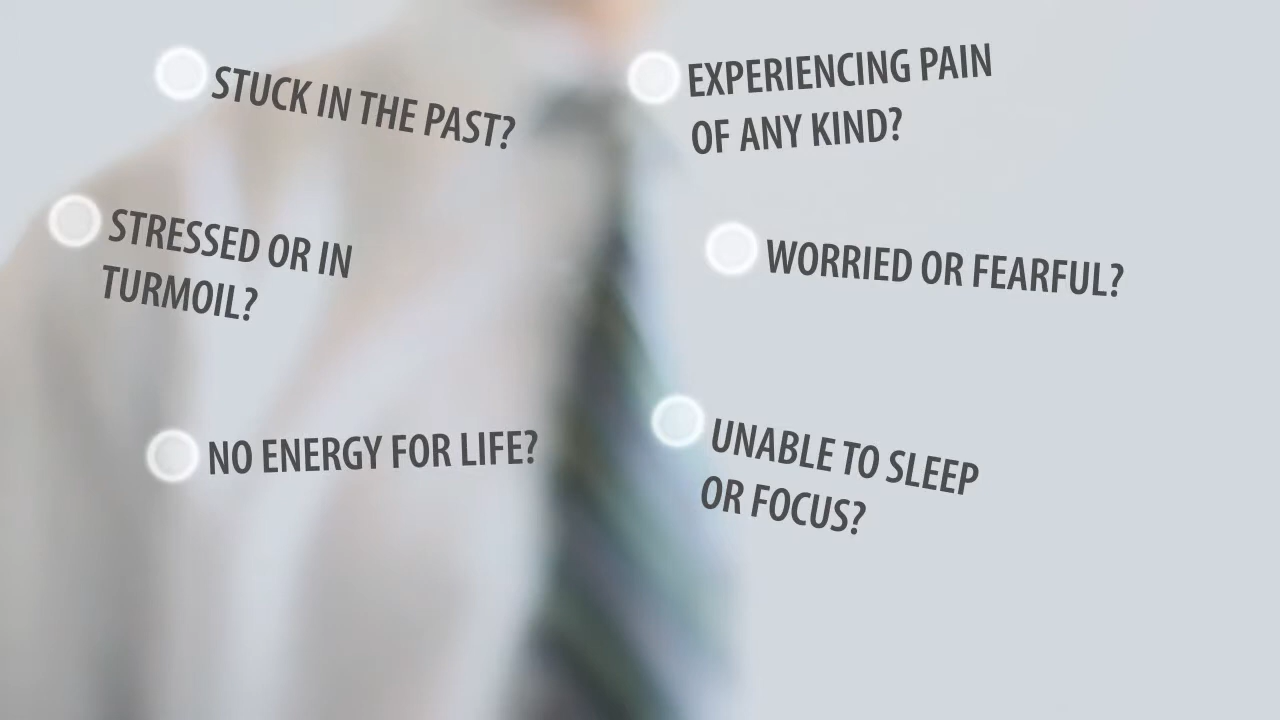 STUCK IN THE PAST?
EXPERIENCING PAIN
OF ANY KIND?
STRESSED OR IN
TURMOIL?
WORRIED OR FEARFUL?
NO ENERGY FOR LIFE?
UNABLE TO SLEEP
OR FOCUS?